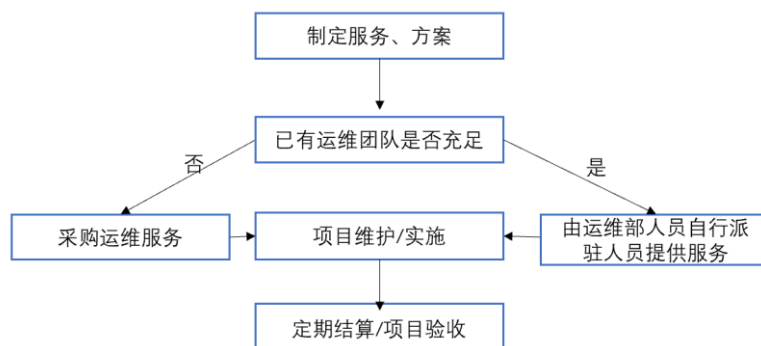 制定服务、方案
已有运维团队是否充足
否
是
采购运维服务
项目维护/实施
由运维部人员自行派
驻人员提供服务
定期结算/项目验收